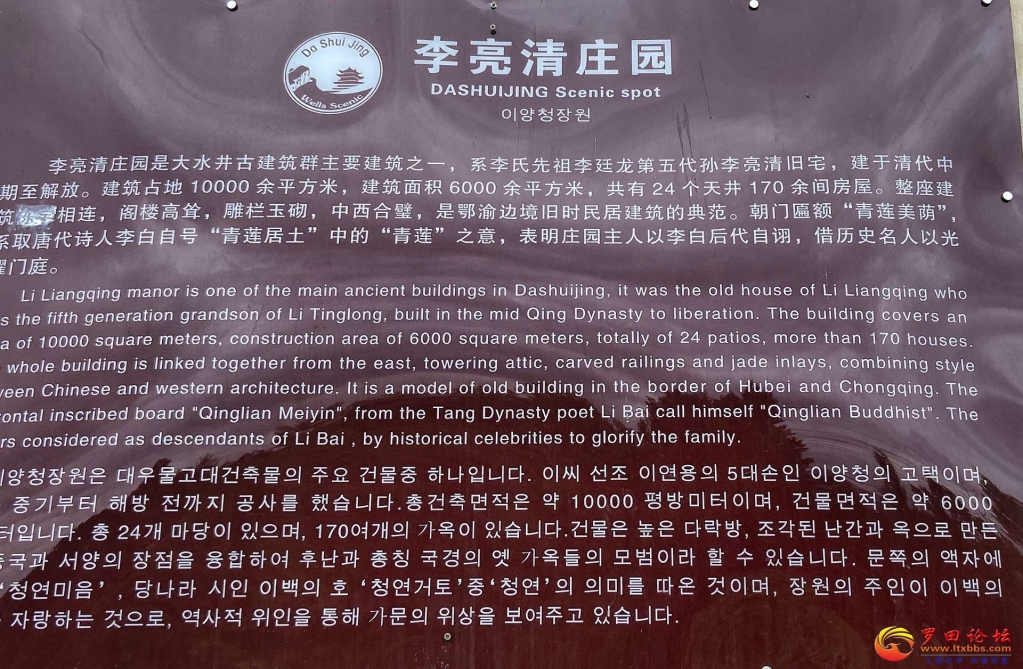 Da Shui Jing
Wells Scenic
李亮清庄园
DASHUIJING Scenic spot
이양청장원
李亮清庄园是大水井古建筑群主要建筑之一，系李氏先祖李廷龙第五代孙李亮清旧宅，建于清代中
期至解放。建筑占地 10000 余平方米，建筑面积 6000 余平方米，共有 24 个天井 170 余间房屋。整座建
筑 相连，阁楼高耸，雕栏玉砌，中西合璧，是鄂渝边境旧时民居建筑的典范。朝门匾额“青莲美荫”，
系取唐代诗人李白自号“青莲居士”中的“青莲”之意，表明庄园主人以李白后代自诩，借历史名人以光
耀门庭。
Li Liangqing manor is one of the main ancient buildings in Dashuijing, it was the old house of Li Liangqing who
s the fifth generation grandson of Li Tinglong, built in the mid Qing Dynasty to liberation. The building covers an
a of 10000 square meters, construction area of 6000 square meters, totally of 24 patios, more than 170 houses.
whole building is linked together from the east, towering attic, carved railings and jade inlays, combining style
ween Chinese and western architecture. It is a model of old building in the border of Hubei and Chongqing. The
ontal inscribed board "Qinglian Meiyin", from the Tang Dynasty poet Li Bai call himself "Qinglian Buddhist". The
rs considered as descendants of Li Bai , by historical celebrities to glorify the family.
이양청장원은 대우물고대건축물의 주요 건물중 하나입니다. 이씨 선조 이연용의 5대손인 이양청의 고택이며,
중기부터 해방 전까지 공사를 했습니다.총건축면적은 약 10000 평방미터이며, 건물면적은 약 6000
터입니다. 총 24개 마당이 있으며, 170여개의 가옥이 있습니다.건물은 높은 다락방, 조각된 난간과 옥으로 만든
중국과 서양의 장점을 융합하여 후난과 총칭 국경의 옛 가옥들의 모범이라 할 수 있습니다. 문쪽의 액자에
‘청연미음’, 당나라 시인 이백의 호 ‘청연거토’중‘청연’의 의미를 따온 것이며, 장원의 주인이 이백의
자랑하는 것으로, 역사적 위인을 통해 가문의 위상을 보여주고 있습니다.
罗田论坛
www.ltxbbs.com